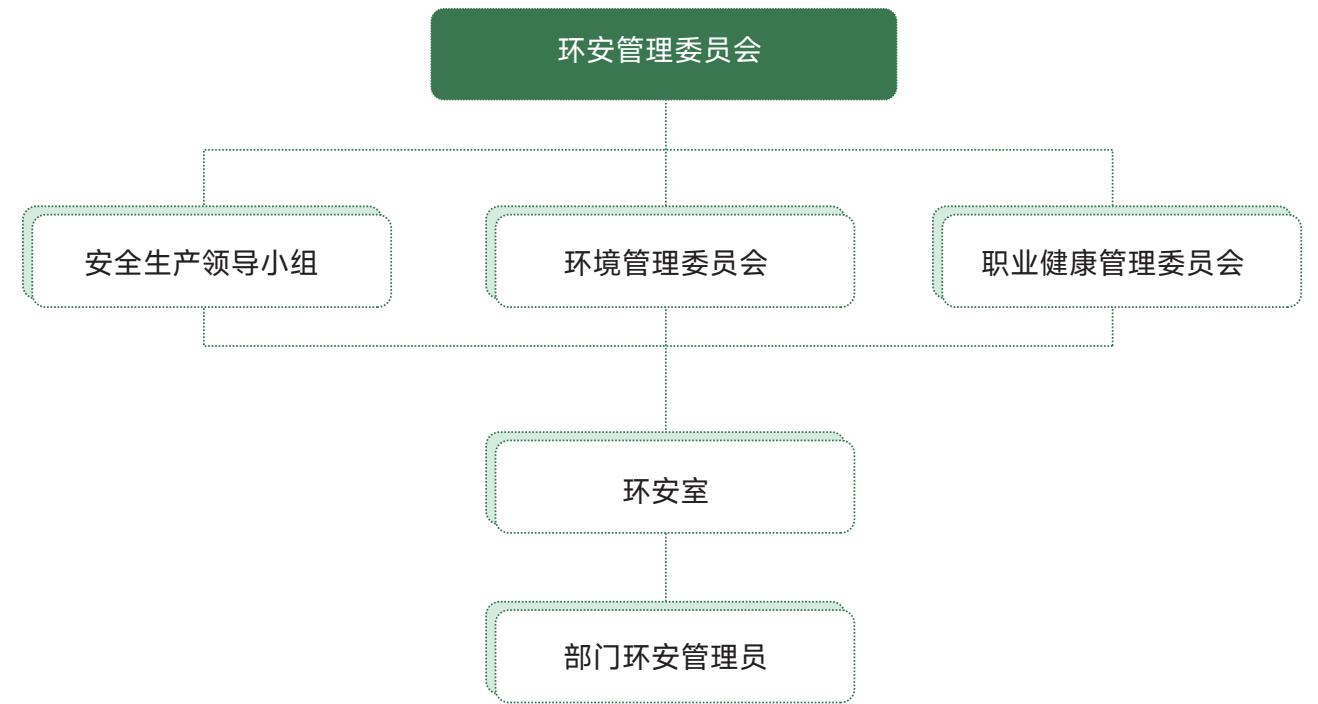 环安管理委员会
安全生产领导小组
环境管理委员会
职业健康管理委员会
环安室
部门环安管理员